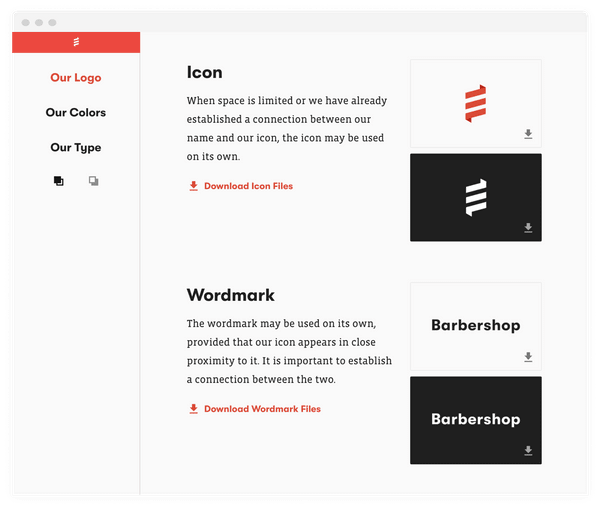 Our Logo
Our Colors
Our Type
Icon
When space is limited or we have already
established a connection between our
name and our icon, the icon may be used
on its own.
Download Icon Files
Wordmark
The wordmark may be used on its own,
provided that our icon appears in close
proximity to it. It is important to establish
a connection between the two.
Download Wordmark Files
Barbershop
Barbershop